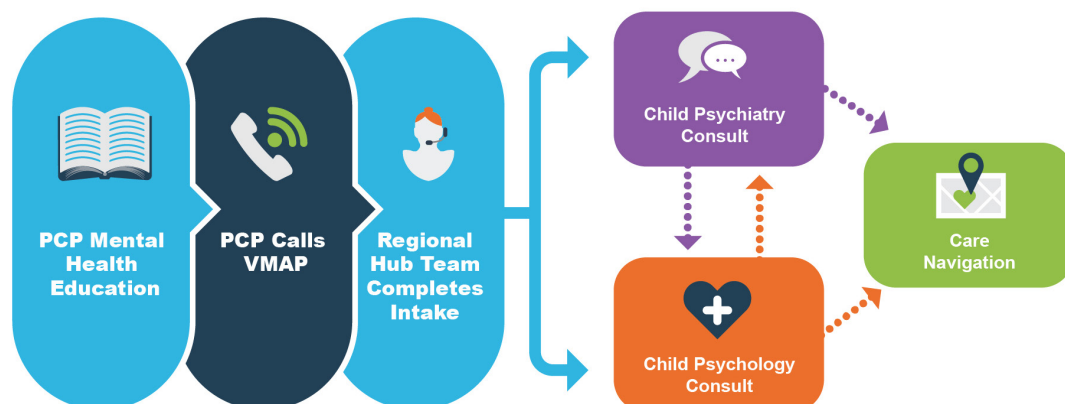 PCP Mental
Health
Education
PCP Calls
VMAP
Regional
Hub Team
Completes
Intake
Child Psychiatry
Consult
Child Psychology
Consult
Care
Navigation